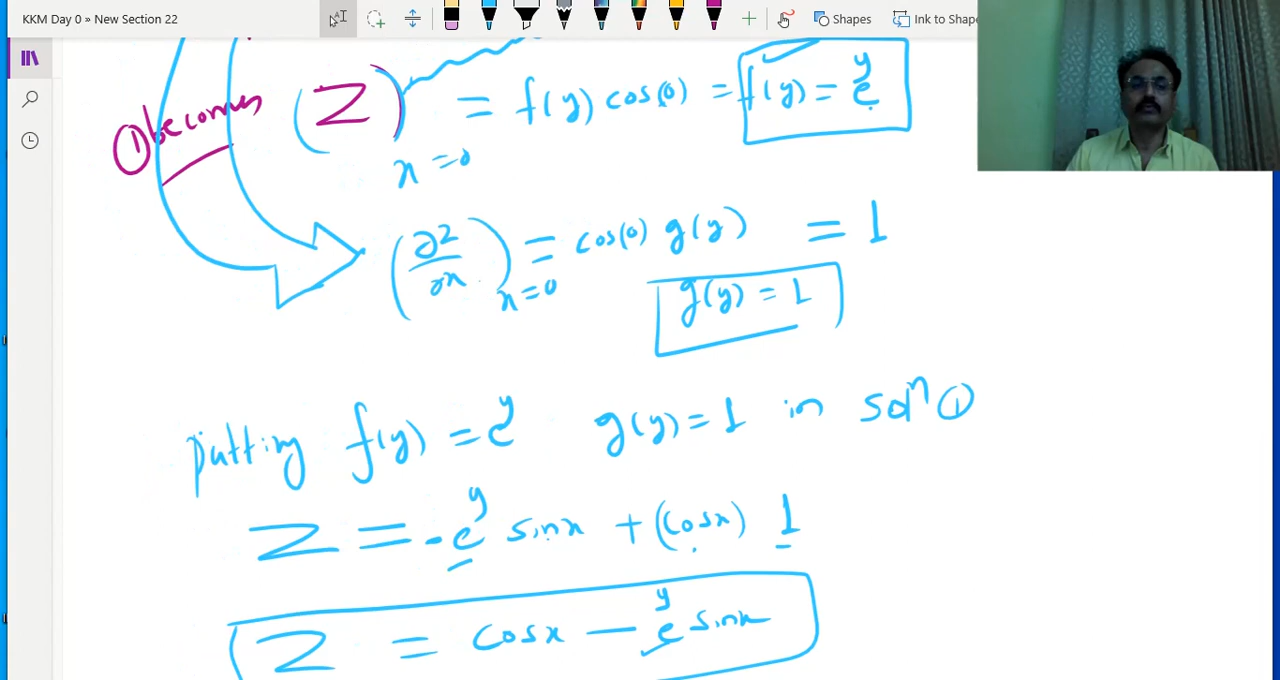 KKM Day 0 » New Section 22
Shapes
Ink to Shape
① becomes (Z) x=0 = f(y) cos(0) = f(y) = e^y
(∂z/∂x) x=0 = cos(0) g(y) = 1
g(y) = 1
putting f(y) = e^y g(y) = 1 in solⁿ ①
Z = -e^y sinx + (cosx) 1
Z = cosx — e^y sinx